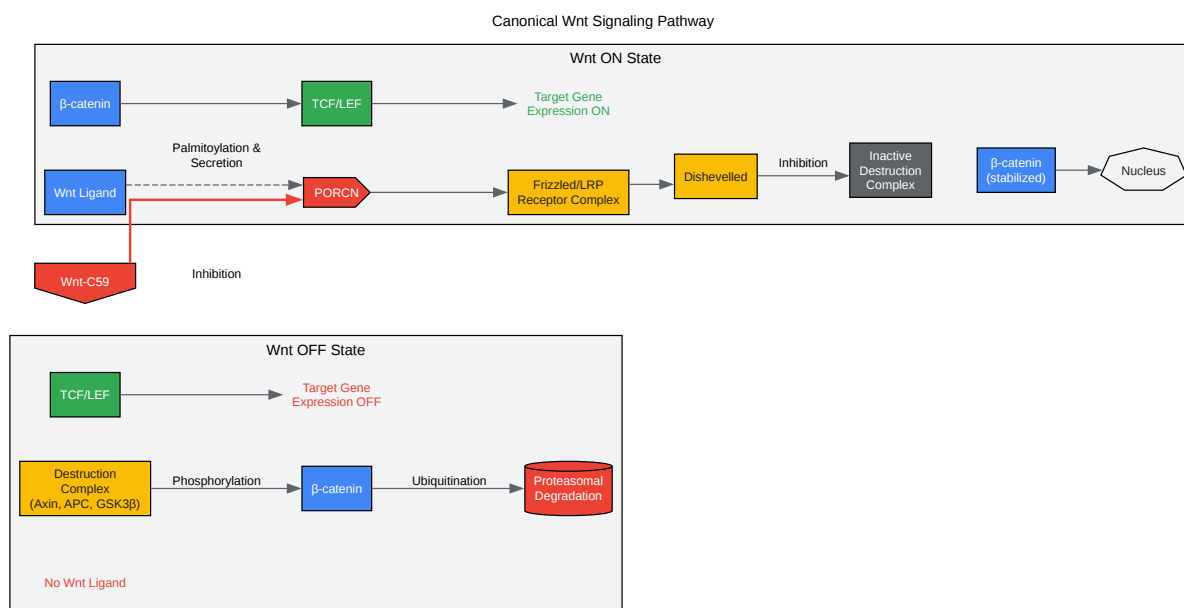 Canonical Wnt Signaling Pathway
Wnt ON State
β-catenin
TCF/LEF
Target Gene
Expression ON
Palmitoylation &
Secretion
Wnt Ligand
PORCN
Frizzled/LRP
Receptor Complex
Dishevelled
Inhibition
Inactive
Destruction
Complex
β-catenin
(stabilized)
Nucleus
Wnt-C59
Inhibition
Wnt OFF State
TCF/LEF
Target Gene
Expression OFF
Destruction
Complex
(Axin, APC, GSK3β)
Phosphorylation
β-catenin
Ubiquitination
Proteasomal
Degradation
No Wnt Ligand